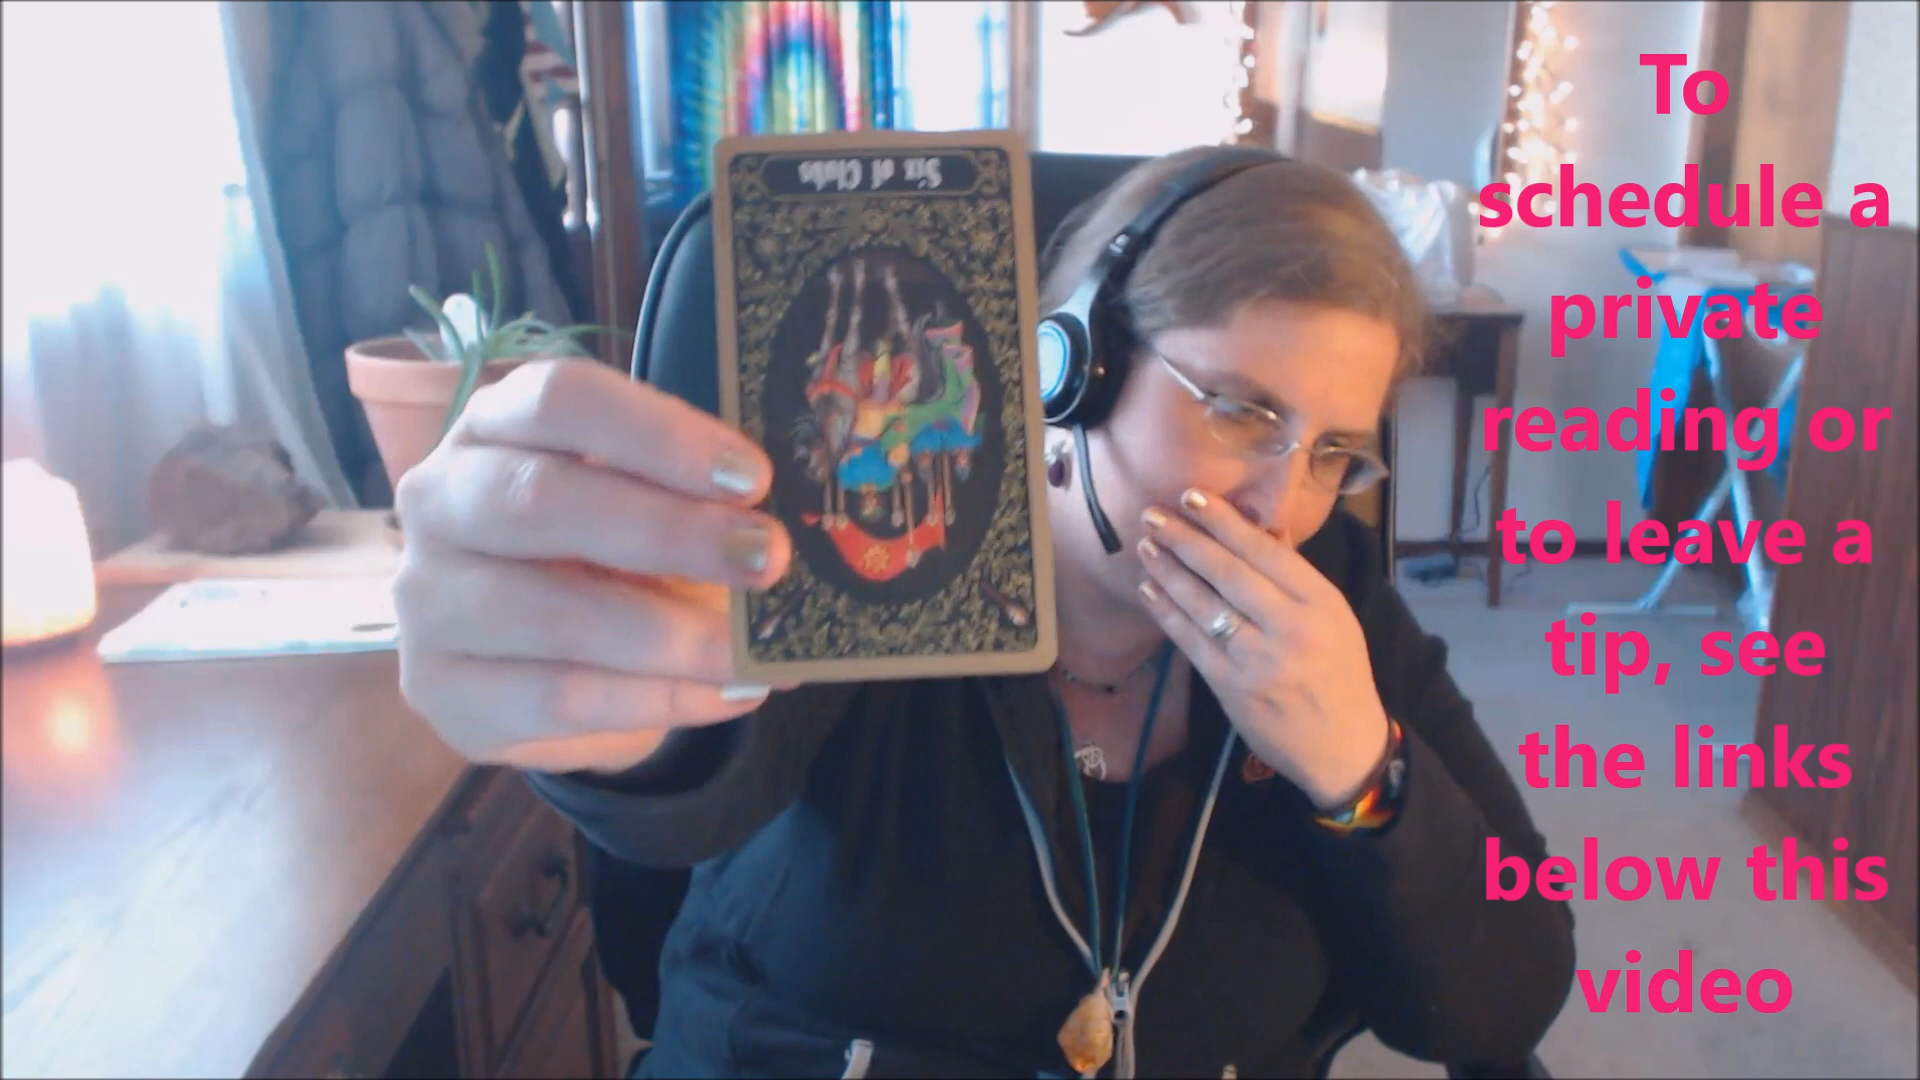 Six of Clubs
To
schedule a
private
reading or
to leave a
tip, see
the links
below this
video